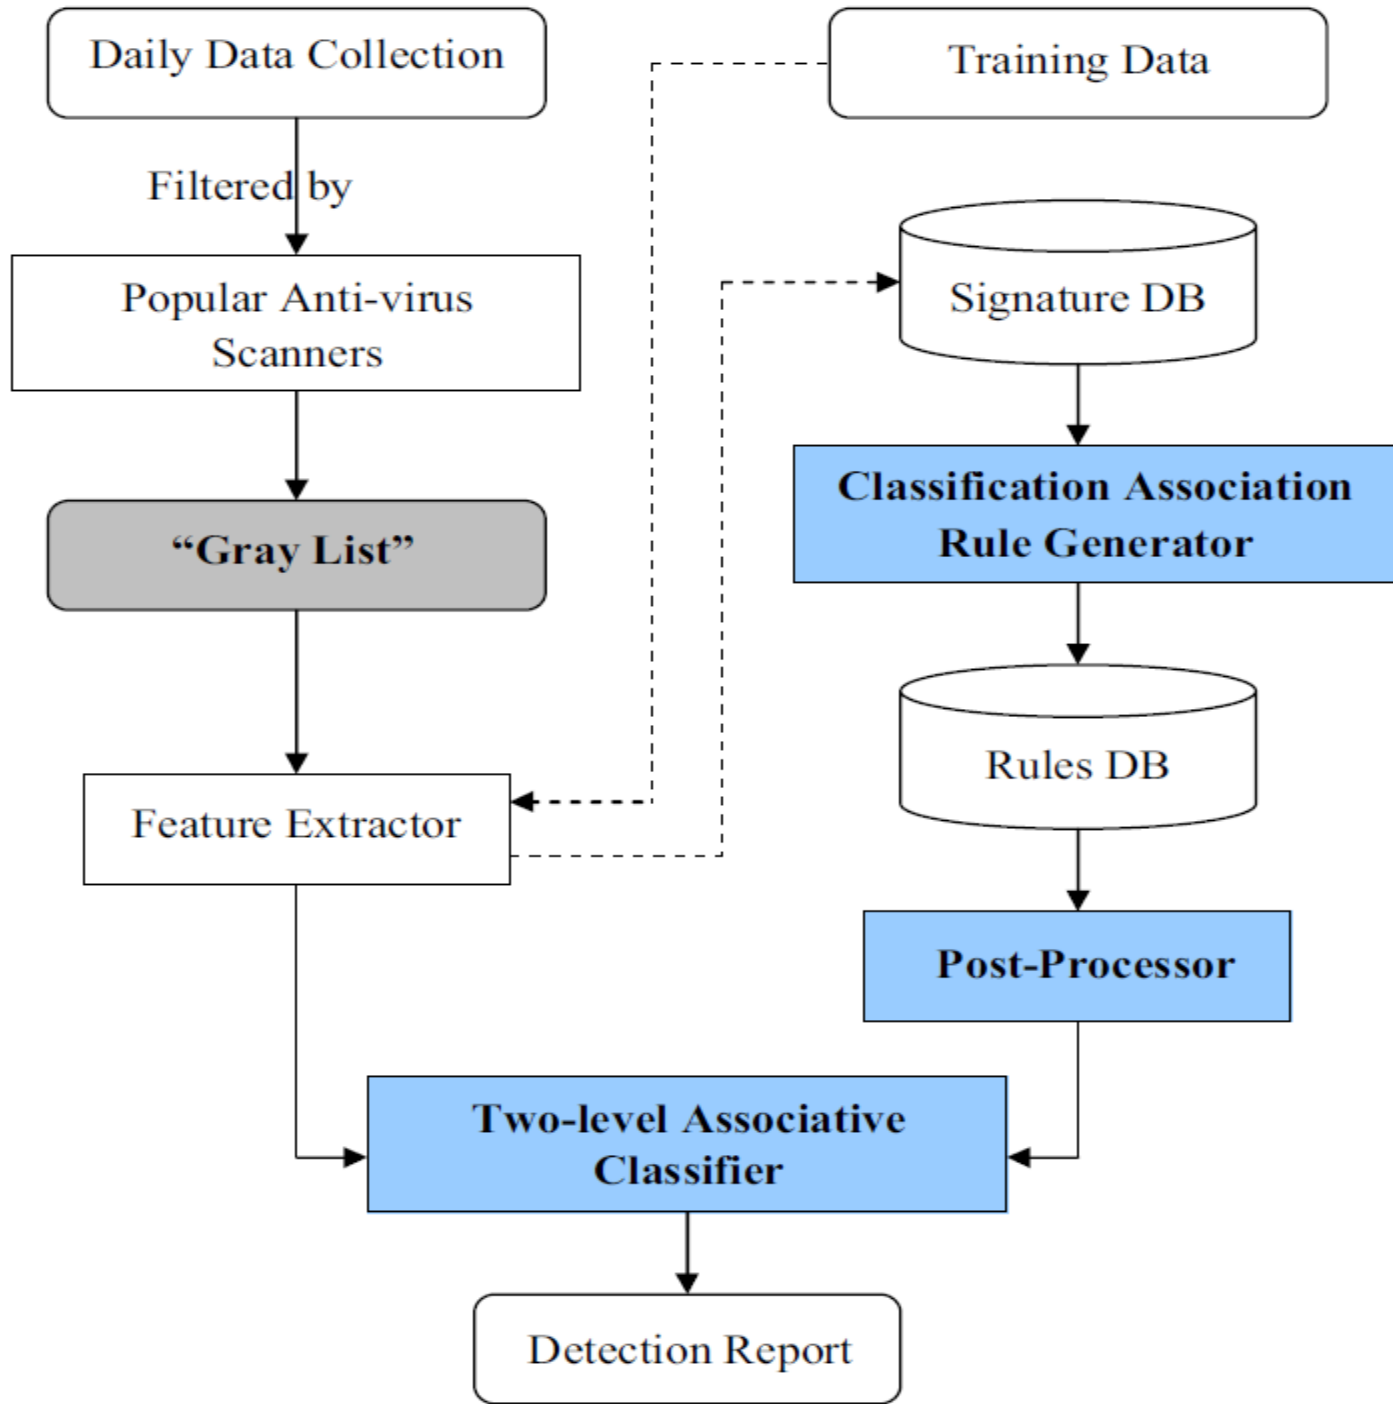 Daily Data Collection
Training Data
Filtered by
Popular Anti-virus
Scanners
Signature DB
Classification Association
Rule Generator
“Gray List”
Rules DB
Feature Extractor
Post-Processor
Two-level Associative
Classifier
Detection Report